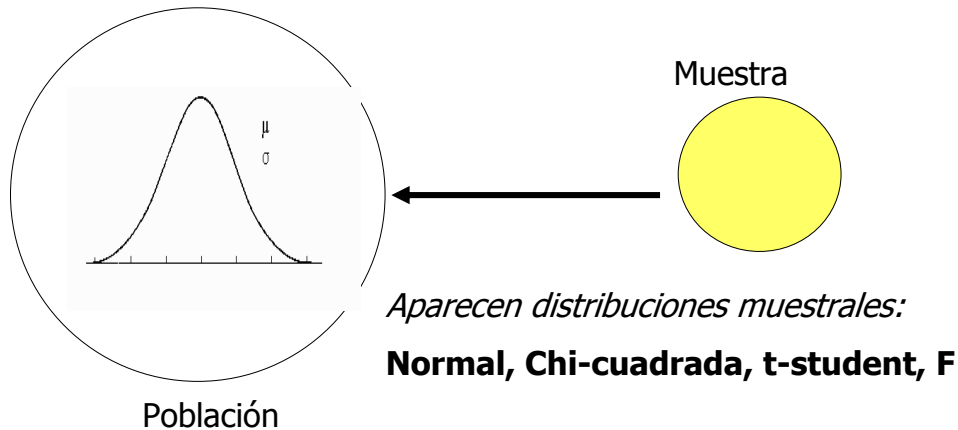 Muestra
μ
σ
Aparecen distribuciones muestrales:
Normal, Chi-cuadrada, t-student, F
Población